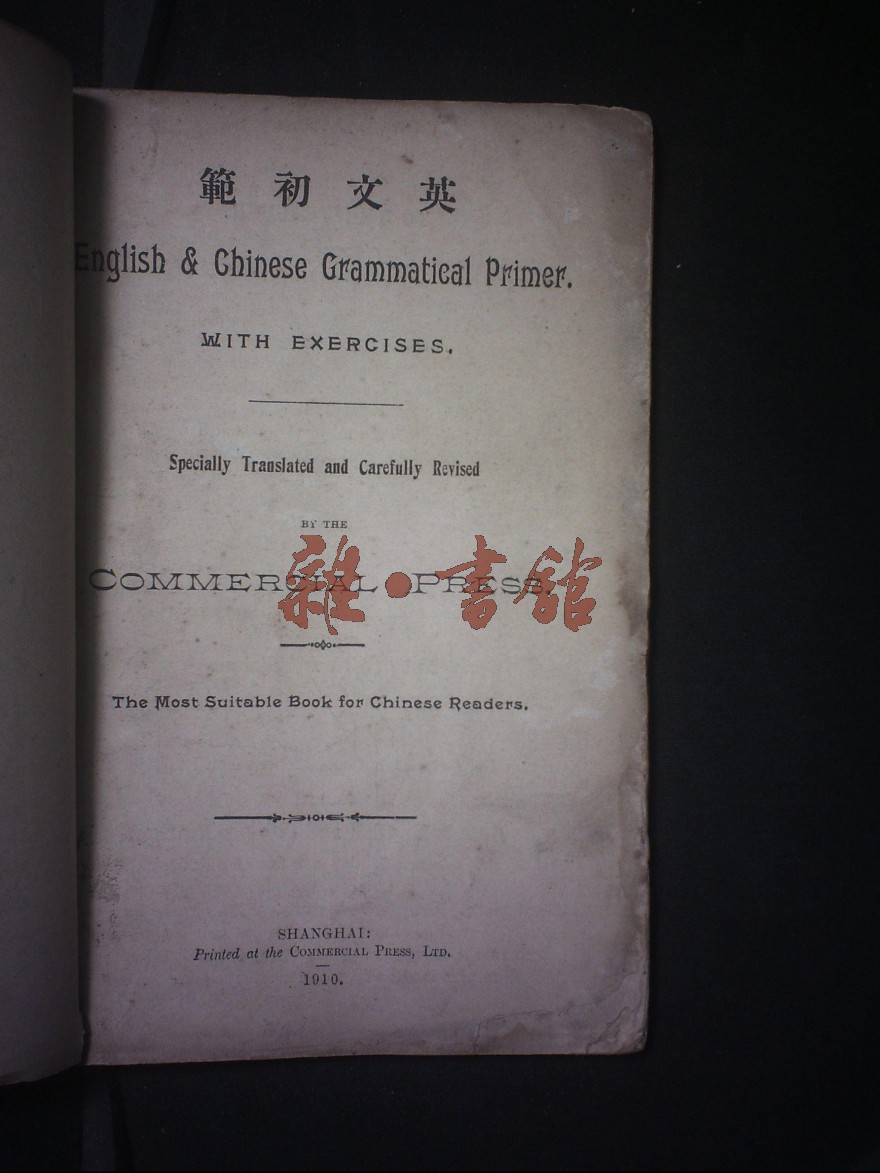 範初文英
English & Chinese Grammatical Primer.
WITH EXERCISES.
Specially Translated and Carefully Revised
BY THE
COMMERCIAL PRESS.
雜·書館
The Most Suitable Book for Chinese Readers.
SHANGHAI:
Printed at the COMMERCIAL PRESS, LTD.
1910.